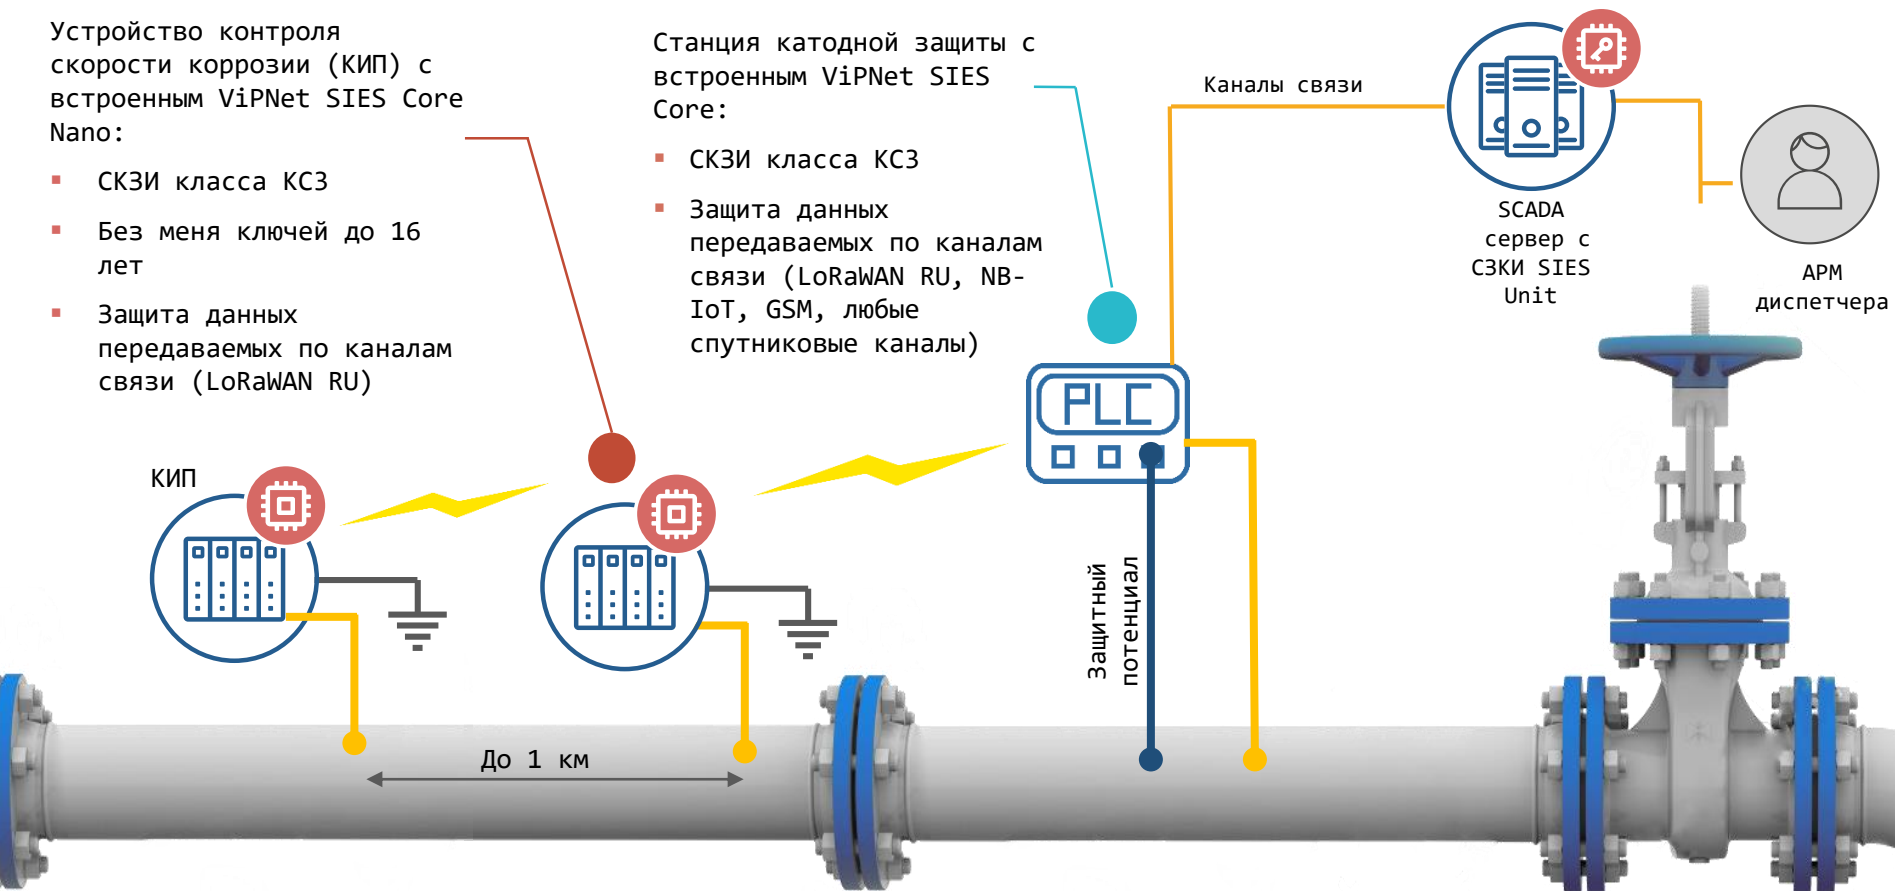 Устройство контроля
скорости коррозии (КИП) с
встроенным ViPNet SIES Core
Nano:
▪ СКЗИ класса КС3
▪ Без меня ключей до 16
лет
▪ Защита данных
передаваемых по каналам
связи (LoRaWAN RU)
Станция катодной защиты с
встроенным ViPNet SIES
Core:
▪ СКЗИ класса КС3
▪ Защита данных
передаваемых по каналам
связи (LoRaWAN RU, NB-
IoT, GSM, любые
спутниковые каналы)
Каналы связи
SCADA
сервер с
СЗКИ SIES
Unit
АРМ
диспетчера
PLC
КИП
Защитный
потенциал
До 1 км